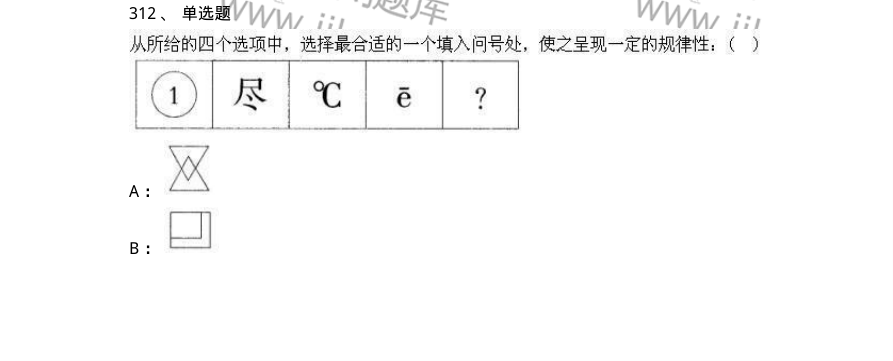 312 、 单选题
从所给的四个选项中，选择最合适的一个填入问号处，使之呈现一定的规律性：（ ）
① 尽 ℃ ē ?
A：
B：